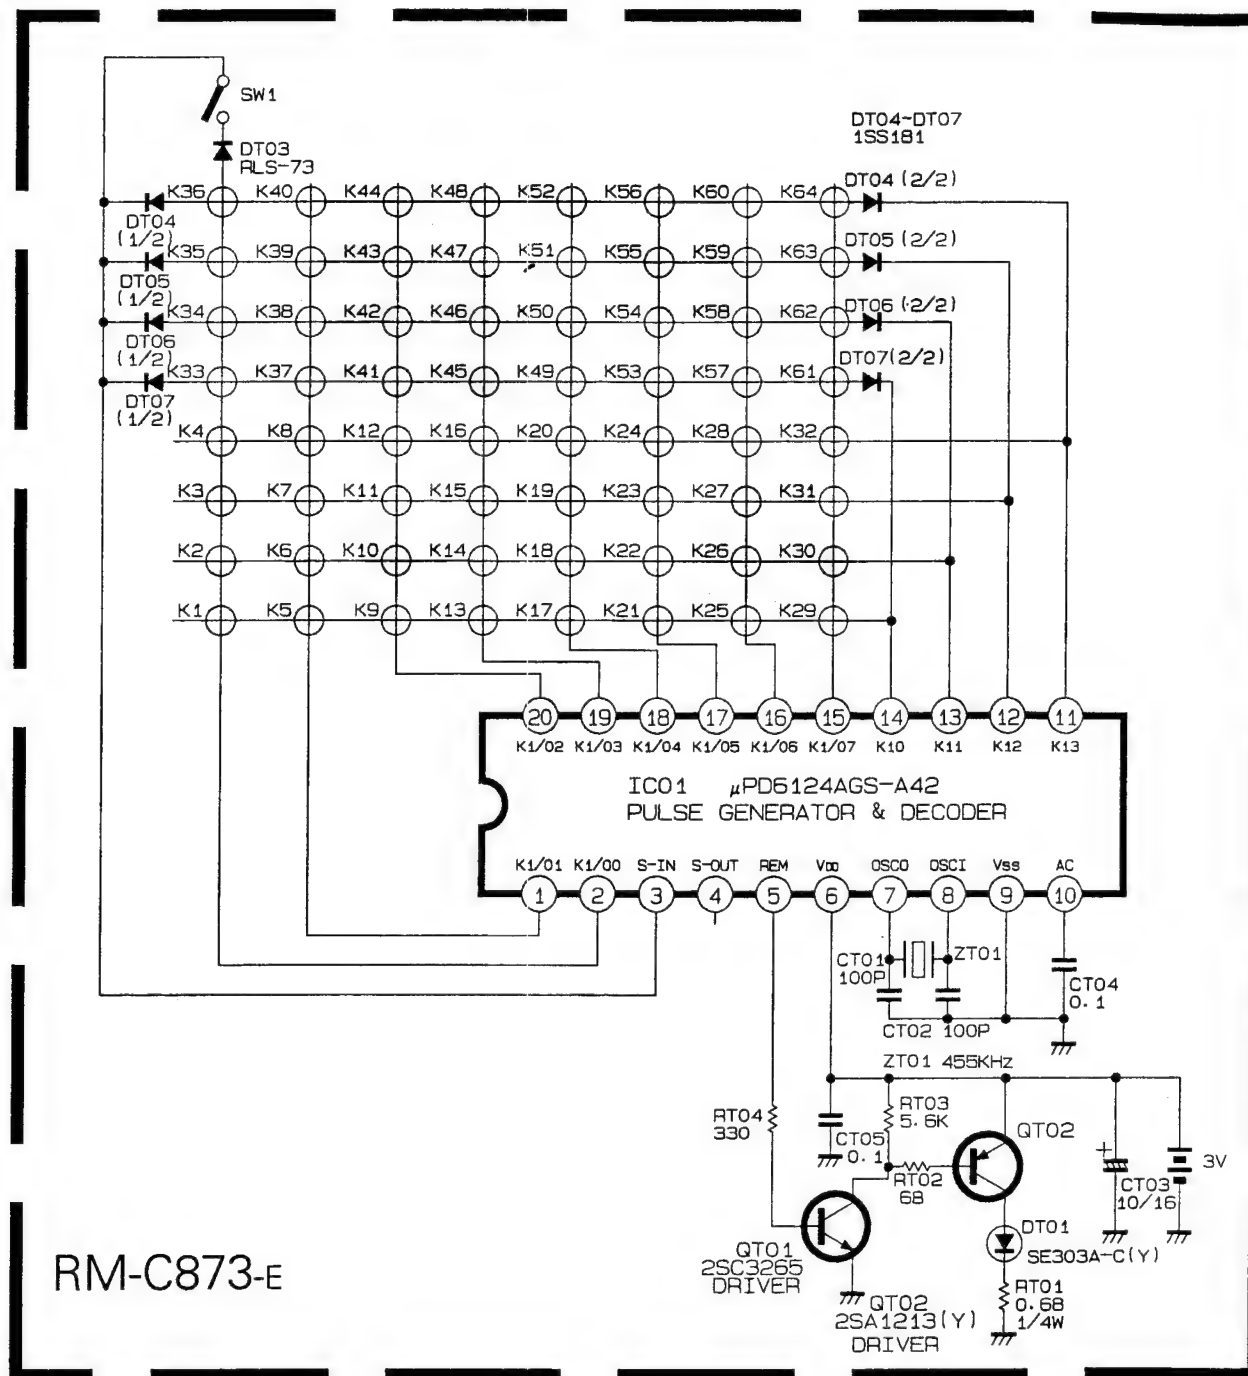 SW1
DT04~DT07
1SS181
DT03
RLS-73
K36 K40 K44 K48 K52 K56 K60 K64 DT04 (2/2)
DT04
(1/2)
K35 K39 K43 K47 K51 K55 K59 K63 DT05 (2/2)
DT05
(1/2)
K34 K38 K42 K46 K50 K54 K58 K62 DT06 (2/2)
DT06
(1/2)
K33 K37 K41 K45 K49 K53 K57 K61 DT07(2/2)
DT07
(1/2)
K4 K8 K12 K16 K20 K24 K28 K32
K3 K7 K11 K15 K19 K23 K27 K31
K2 K6 K10 K14 K18 K22 K26 K30
K1 K5 K9 K13 K17 K21 K25 K29
20 19 18 17 16 15 14 13 12 11
K1/02 K1/03 K1/04 K1/05 K1/06 K1/07 K10 K11 K12 K13
IC01 μPD6124AGS-A42
PULSE GENERATOR & DECODER
K1/01 K1/00 S-IN S-OUT REM VDD OSCO OSCI Vss AC
1 2 3 4 5 6 7 8 9 10
CT01
100P
ZT01
CT04
0.1
CT02 100P
ZT01 455KHz
RT04
330
CT05
0.1
RT03
5.6K
RT02
68
QT02
+
CT03
10/16
3V
QT01
2SC3265
DRIVER
DT01
SE303A-C(Y)
RT01
0.68
1/4W
QT02
2SA1213(Y)
DRIVER
RM-C873-E